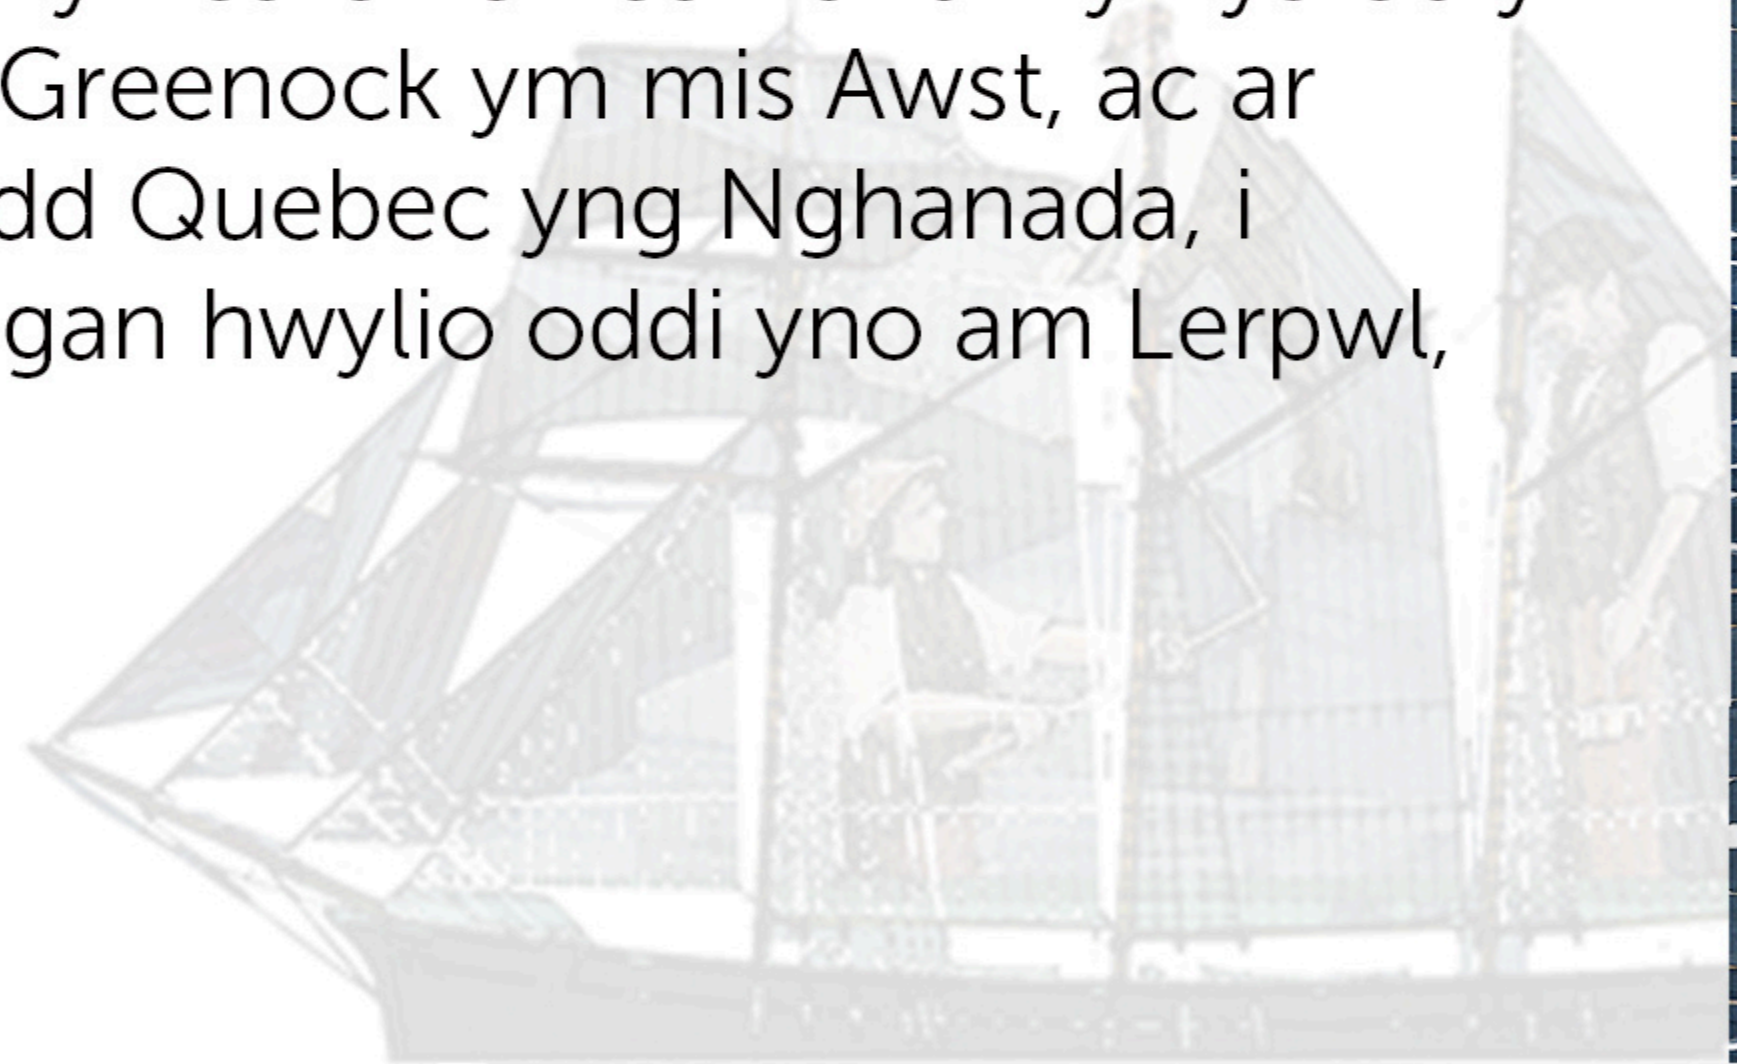 Greenock ym mis Awst, ac ar
dd Quebec yng Nghanada, i
gan hwylio oddi yno am Lerpwl,